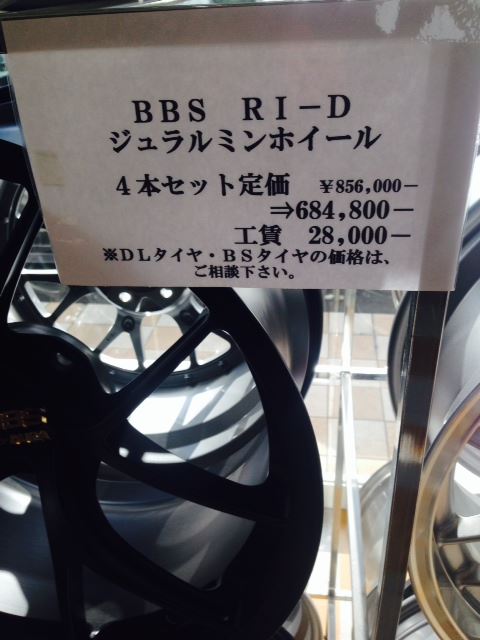 BBS RI-D
ジュラルミンホイール
4本セット定価 ¥856,000-
⇒684,800-
工賃 28,000-
※DLタイヤ・BSタイヤの価格は、
ご相談下さい。